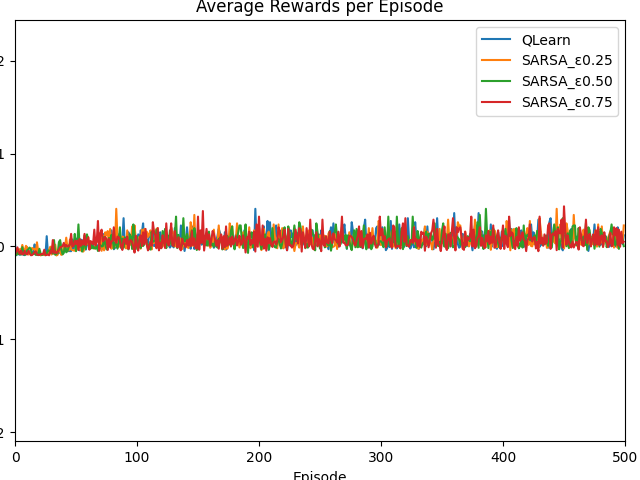 Average Rewards per Episode
QLearn
SARSA_ε0.25
SARSA_ε0.50
SARSA_ε0.75
2
1
0
1
2
0 100 200 300 400 500
Episode